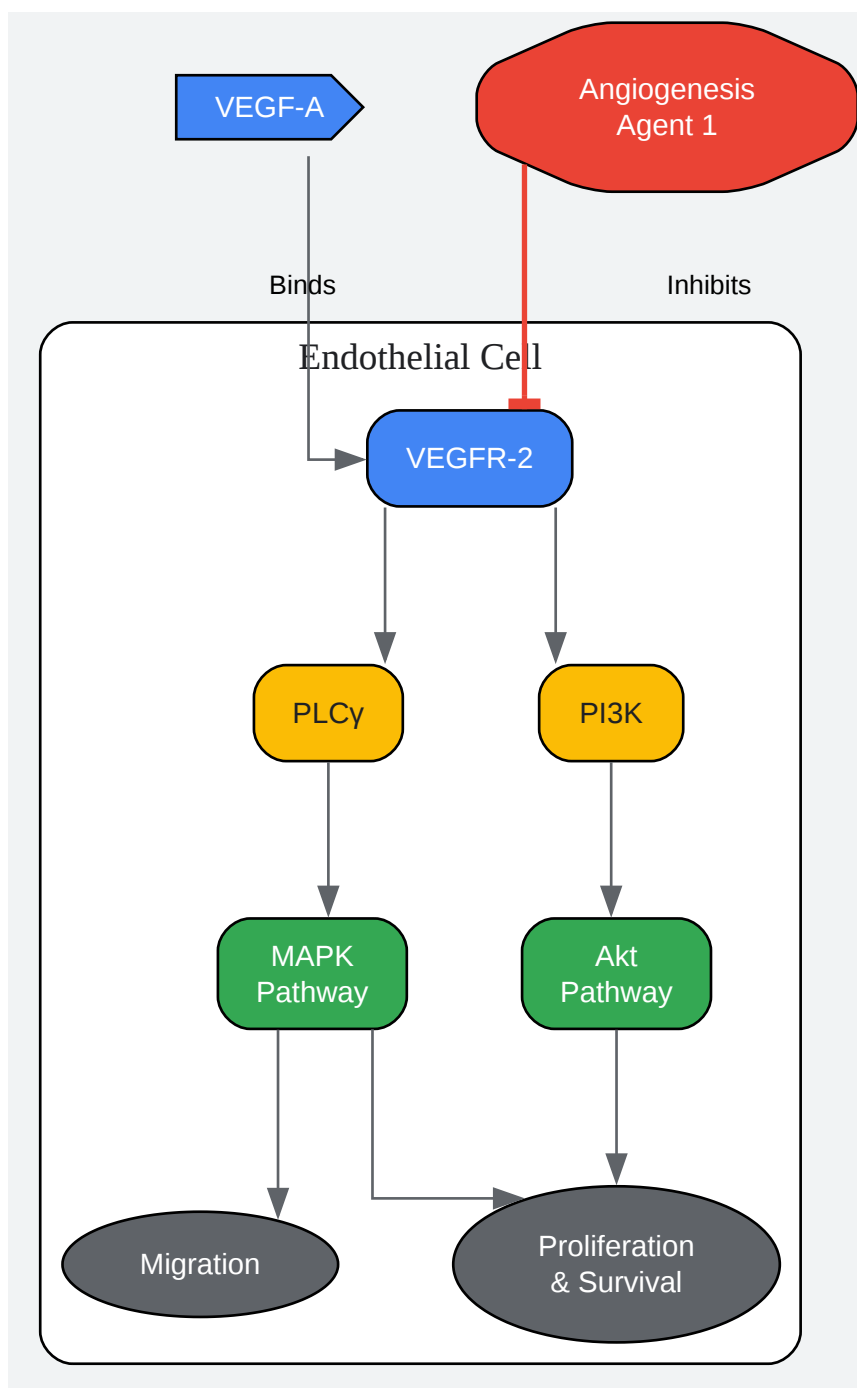 VEGF-A
Angiogenesis
Agent 1
Binds
Inhibits
Endothelial Cell
VEGFR-2
PLCγ
PI3K
MAPK
Pathway
Akt
Pathway
Migration
Proliferation
& Survival